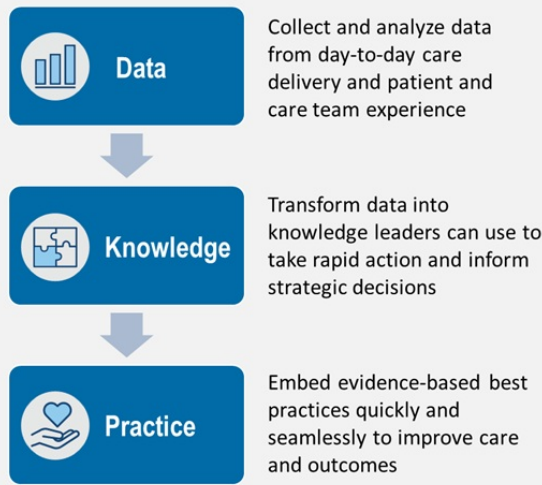 Data
Collect and analyze data
from day-to-day care
delivery and patient and
care team experience
Knowledge
Transform data into
knowledge leaders can use to
take rapid action and inform
strategic decisions
Practice
Embed evidence-based best
practices quickly and
seamlessly to improve care
and outcomes